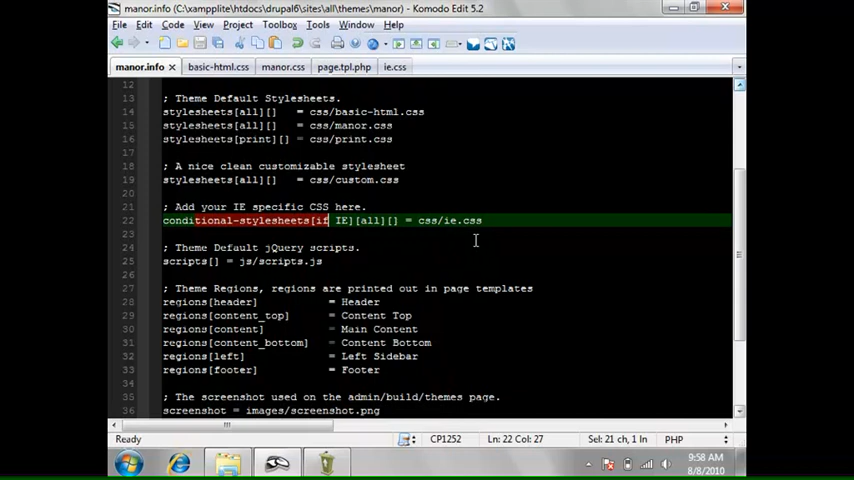 manor.info (C:\xampplite\htdocs\drupal6\sites\all\themes\manor) - Komodo Edit 5.2
File Edit Code View Project Toolbox Tools Window Help
manor.info basic-html.css manor.css page.tpl.php ie.css
12
13 ; Theme Default Stylesheets.
14 stylesheets[all][] = css/basic-html.css
15 stylesheets[all][] = css/manor.css
16 stylesheets[print][] = css/print.css
17
18 ; A nice clean customizable stylesheet
19 stylesheets[all][] = css/custom.css
20
21 ; Add your IE specific CSS here.
22 conditional-stylesheets[if IE][all][] = css/ie.css
23
24 ; Theme Default jQuery scripts.
25 scripts[] = js/scripts.js
26
27 ; Theme Regions, regions are printed out in page templates
28 regions[header] = Header
29 regions[content_top] = Content Top
30 regions[content] = Main Content
31 regions[content_bottom] = Content Bottom
32 regions[left] = Left Sidebar
33 regions[footer] = Footer
34
35 ; The screenshot used on the admin/build/themes page.
36 screenshot = images/screenshot.png
Ready CP1252 Ln: 22 Col: 27 Sel: 21 ch, 1 ln PHP
9:58 AM
8/8/2010